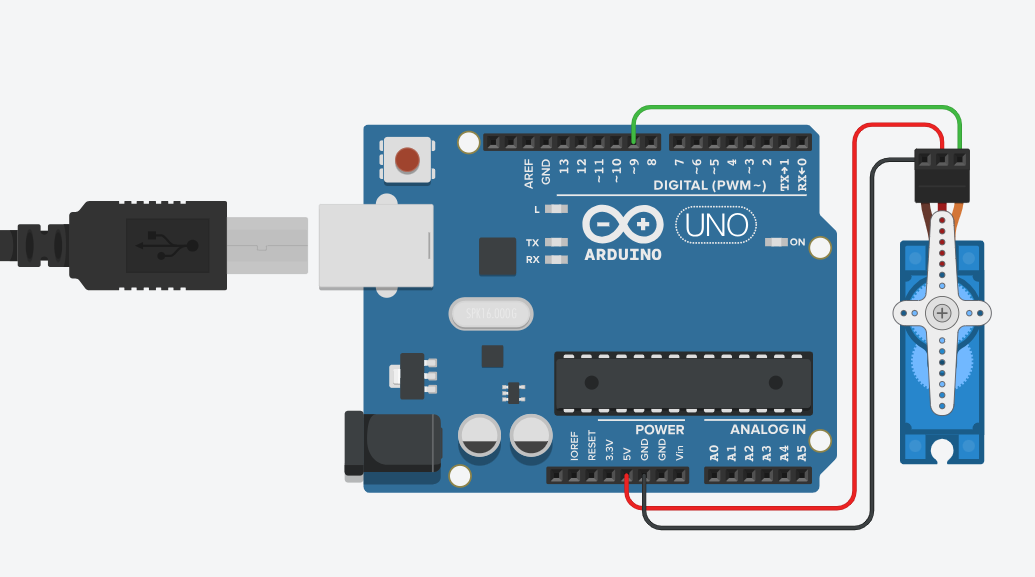 AREF
GND
13
12
~11
~10
~9
8
7
~6
~5
4
~3
2
TX→1
RX←0
DIGITAL (PWM~)
L
TX
RX
ARDUINO
UNO
ON
SPK16.000G
POWER
ANALOG IN
IOREF
RESET
3.3V
5V
GND
GND
Vin
A0
A1
A2
A3
A4
A5